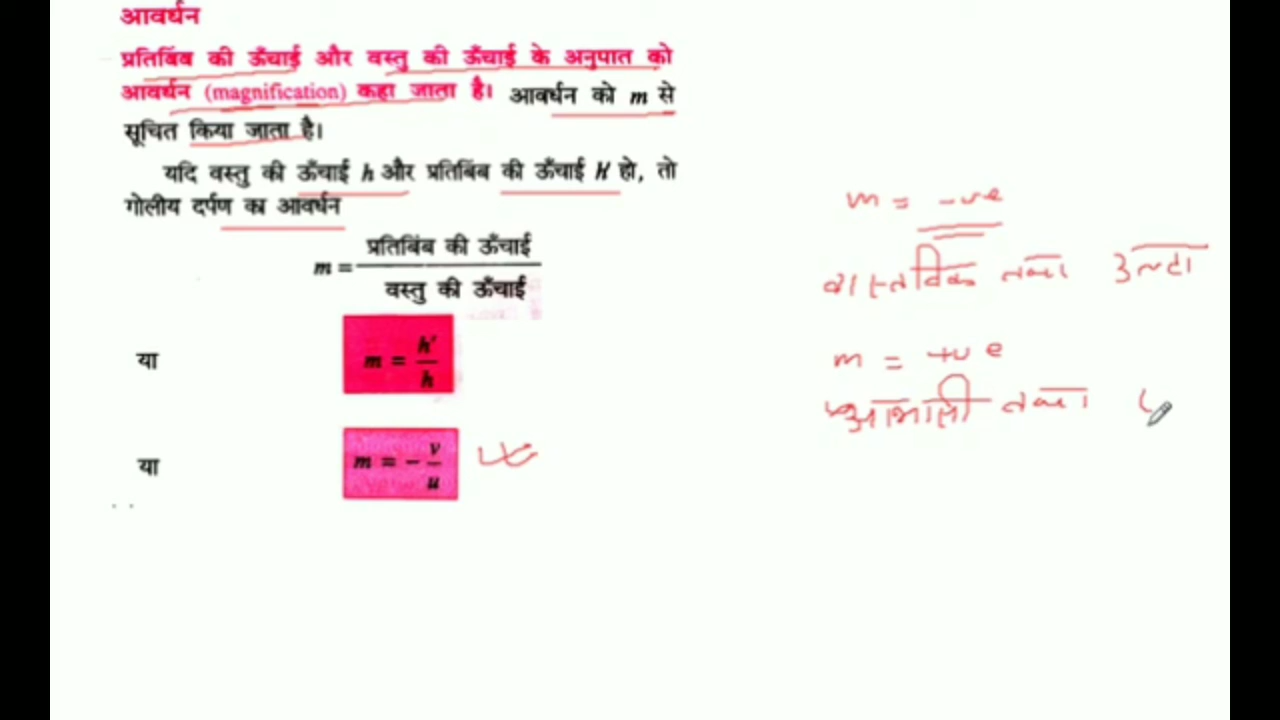 आवर्धन
प्रतिबिंब की ऊँचाई और वस्तु की ऊँचाई के अनुपात को
आवर्धन (magnification) कहा जाता है। आवर्धन को m से
सूचित किया जाता है।
यदि वस्तु की ऊँचाई h और प्रतिबिंब की ऊँचाई h' हो, तो
गोलीय दर्पण का आवर्धन
m = प्रतिबिंब की ऊँचाई / वस्तु की ऊँचाई
या m = h' / h
या m = - v / u
m = -ve
वास्तविक तथा उल्टा
m = +ve
आभासी तथा